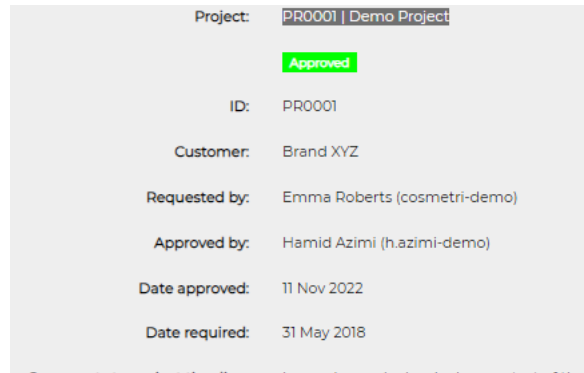 Project: PR0001 | Demo Project
Approved
ID: PR0001
Customer: Brand XYZ
Requested by: Emma Roberts (cosmetri-demo)
Approved by: Hamid Azimi (h.azimi-demo)
Date approved: 11 Nov 2022
Date required: 31 May 2018